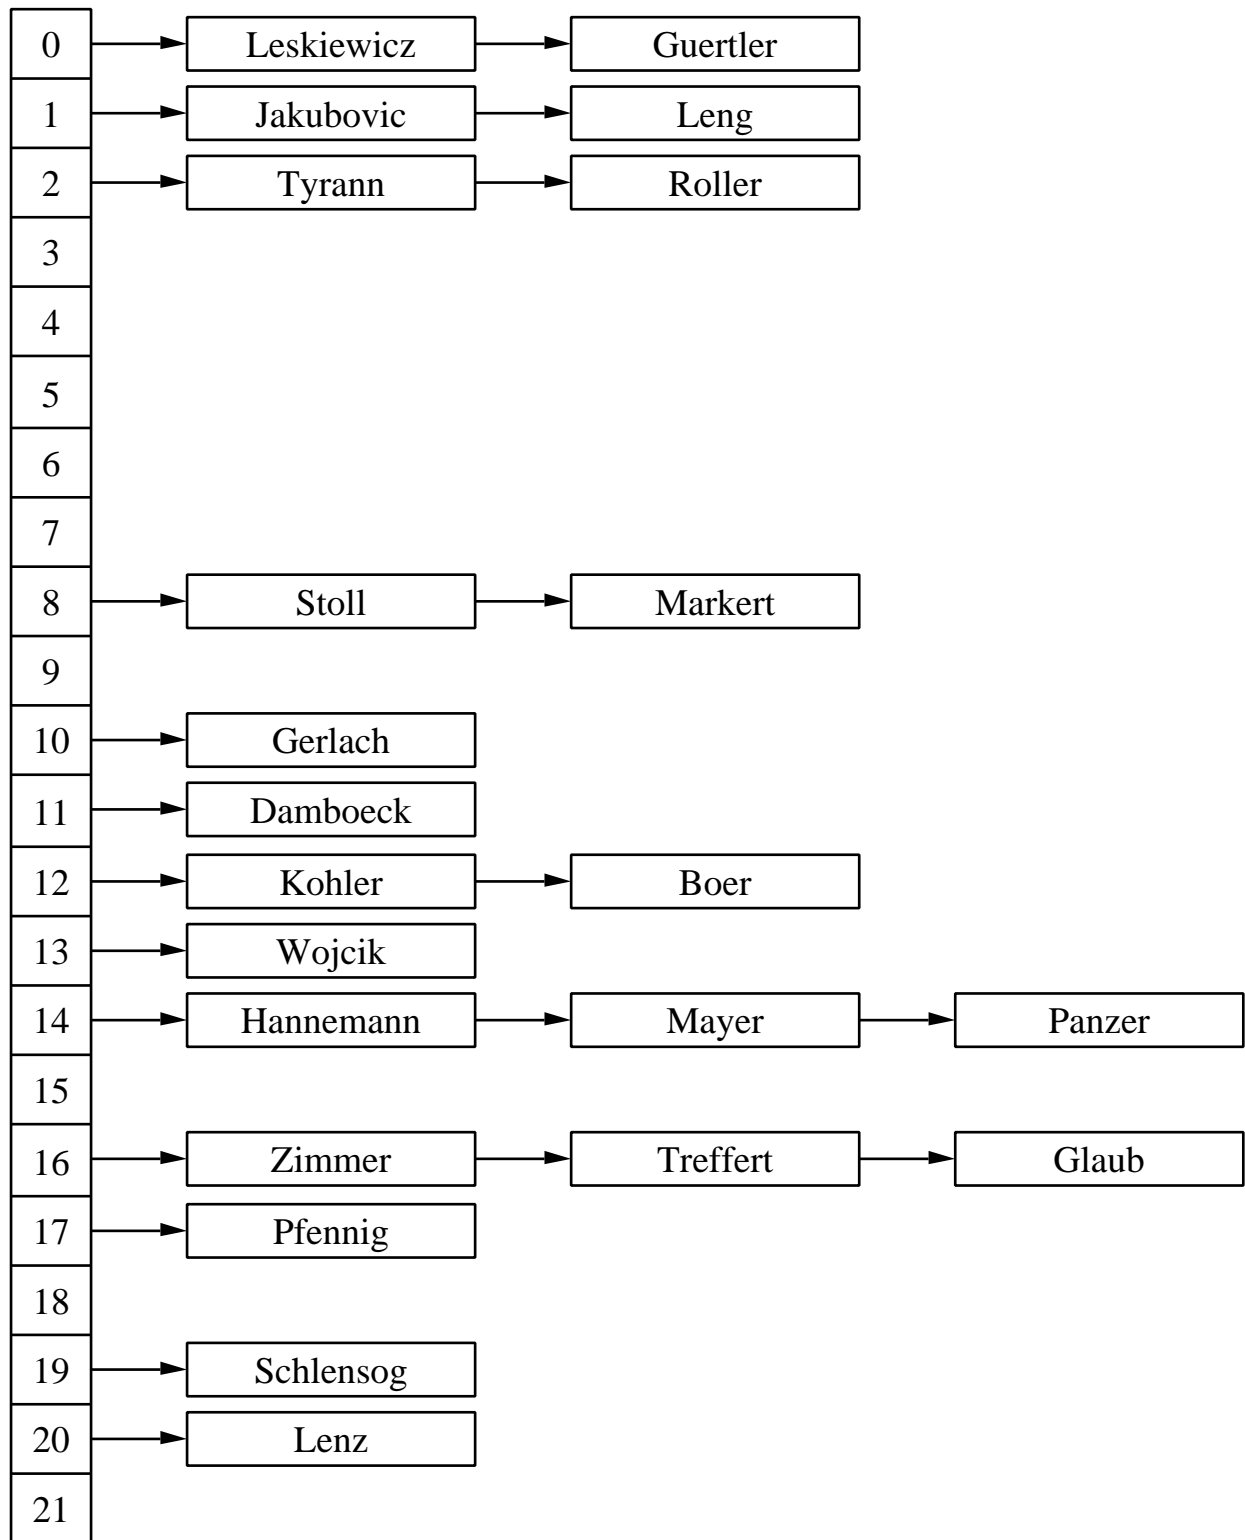 0 Leskiewicz Guertler
1 Jakubovic Leng
2 Tyrann Roller
3
4
5
6
7
8 Stoll Markert
9
10 Gerlach
11 Damboeck
12 Kohler Boer
13 Wojcik
14 Hannemann Mayer Panzer
15
16 Zimmer Treffert Glaub
17 Pfennig
18
19 Schlensog
20 Lenz
21